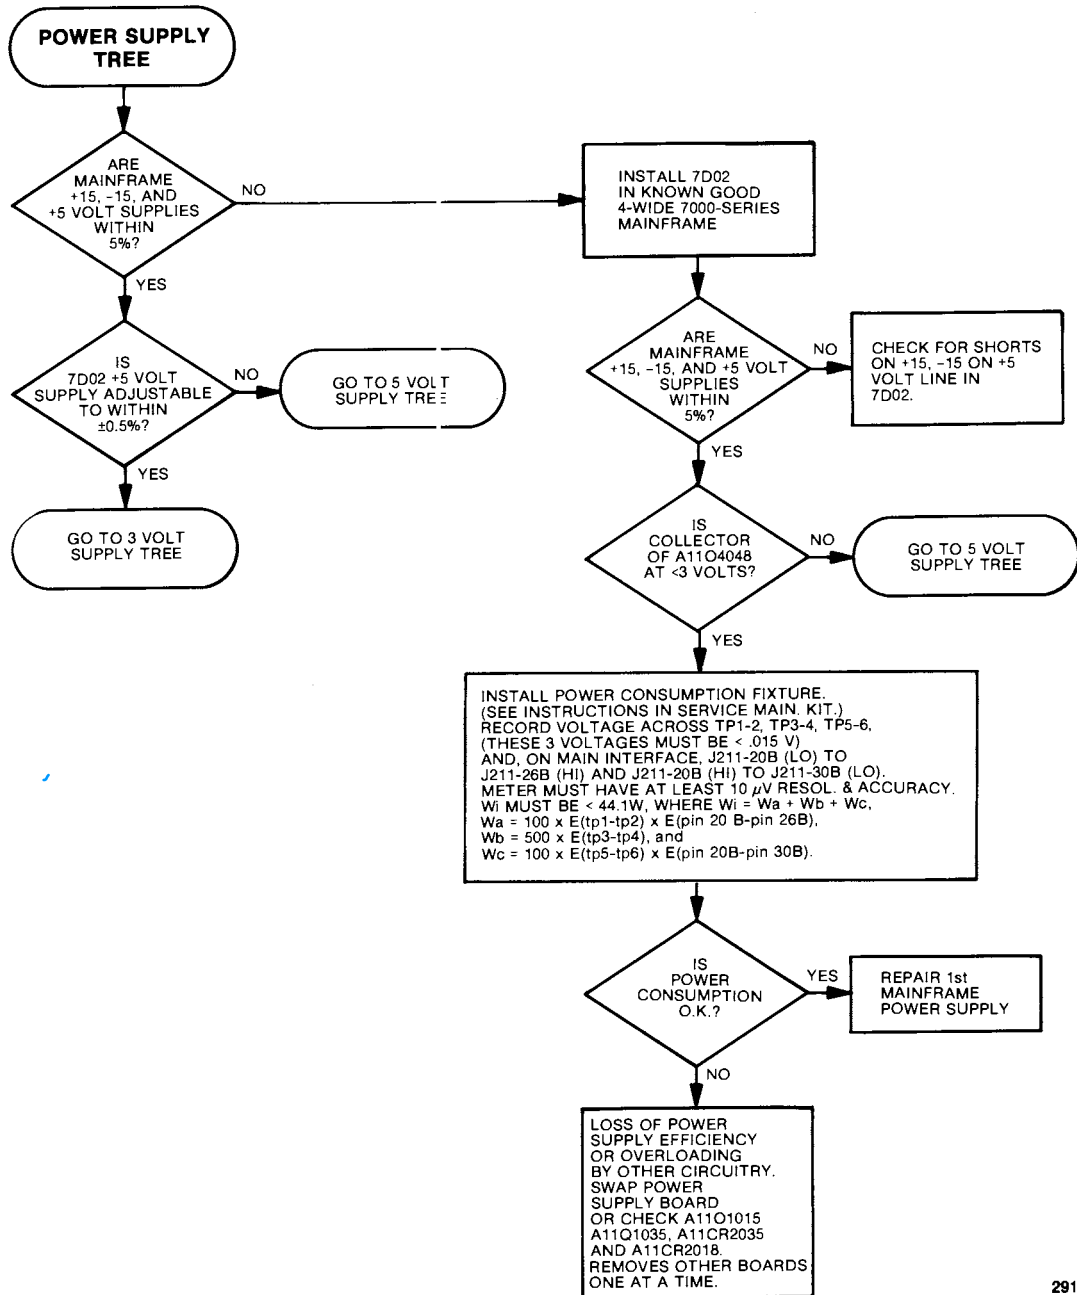 POWER SUPPLY
TREE
ARE
MAINFRAME
+15, -15, AND
+5 VOLT SUPPLIES
WITHIN
5%?
NO
YES
IS
7D02 +5 VOLT
SUPPLY ADJUSTABLE
TO WITHIN
±0.5%?
NO
GO TO 5 VOLT
SUPPLY TREE
YES
GO TO 3 VOLT
SUPPLY TREE
INSTALL 7D02
IN KNOWN GOOD
4-WIDE 7000-SERIES
MAINFRAME
ARE
MAINFRAME
+15, -15, AND +5 VOLT
SUPPLIES
WITHIN
5%?
NO
CHECK FOR SHORTS
ON +15, -15 ON +5
VOLT LINE IN
7D02.
YES
IS
COLLECTOR
OF A11O4048
AT <3 VOLTS?
NO
GO TO 5 VOLT
SUPPLY TREE
YES
INSTALL POWER CONSUMPTION FIXTURE.
(SEE INSTRUCTIONS IN SERVICE MAIN. KIT.)
RECORD VOLTAGE ACROSS TP1-2, TP3-4, TP5-6,
(THESE 3 VOLTAGES MUST BE < .015 V)
AND, ON MAIN INTERFACE, J211-20B (LO) TO
J211-26B (HI) AND J211-20B (HI) TO J211-30B (LO).
METER MUST HAVE AT LEAST 10 µV RESOL. & ACCURACY.
Wi MUST BE < 44.1W, WHERE Wi = Wa + Wb + Wc,
Wa = 100 x E(tp1-tp2) x E(pin 20 B-pin 26B),
Wb = 500 x E(tp3-tp4), and
Wc = 100 x E(tp5-tp6) x E(pin 20B-pin 30B).
IS
POWER
CONSUMPTION
O.K.?
YES
REPAIR 1st
MAINFRAME
POWER SUPPLY
NO
LOSS OF POWER
SUPPLY EFFICIENCY
OR OVERLOADING
BY OTHER CIRCUITRY.
SWAP POWER
SUPPLY BOARD
OR CHECK A11O1015
A11Q1035, A11CR2035
AND A11CR2018.
REMOVES OTHER BOARDS
ONE AT A TIME.
291